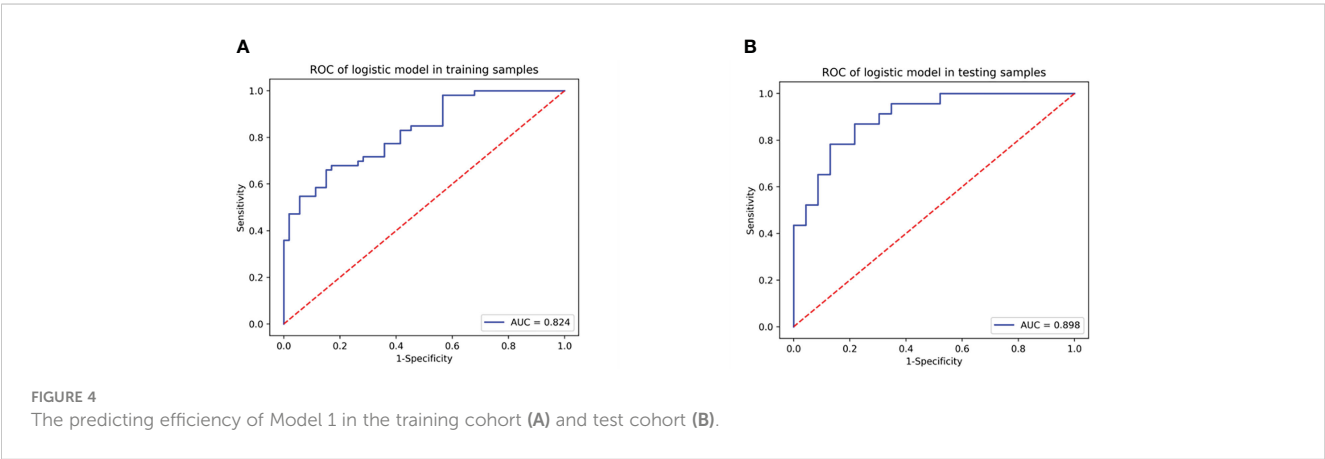 A
ROC of logistic model in training samples
1.0
0.8
0.6
0.4
0.2
0.0
Sensitivity
AUC = 0.824
0.0 0.2 0.4 0.6 0.8 1.0
1-Specificity
B
ROC of logistic model in testing samples
1.0
0.8
0.6
0.4
0.2
0.0
Sensitivity
AUC = 0.898
0.0 0.2 0.4 0.6 0.8 1.0
1-Specificity
FIGURE 4
The predicting efficiency of Model 1 in the training cohort (A) and test cohort (B).